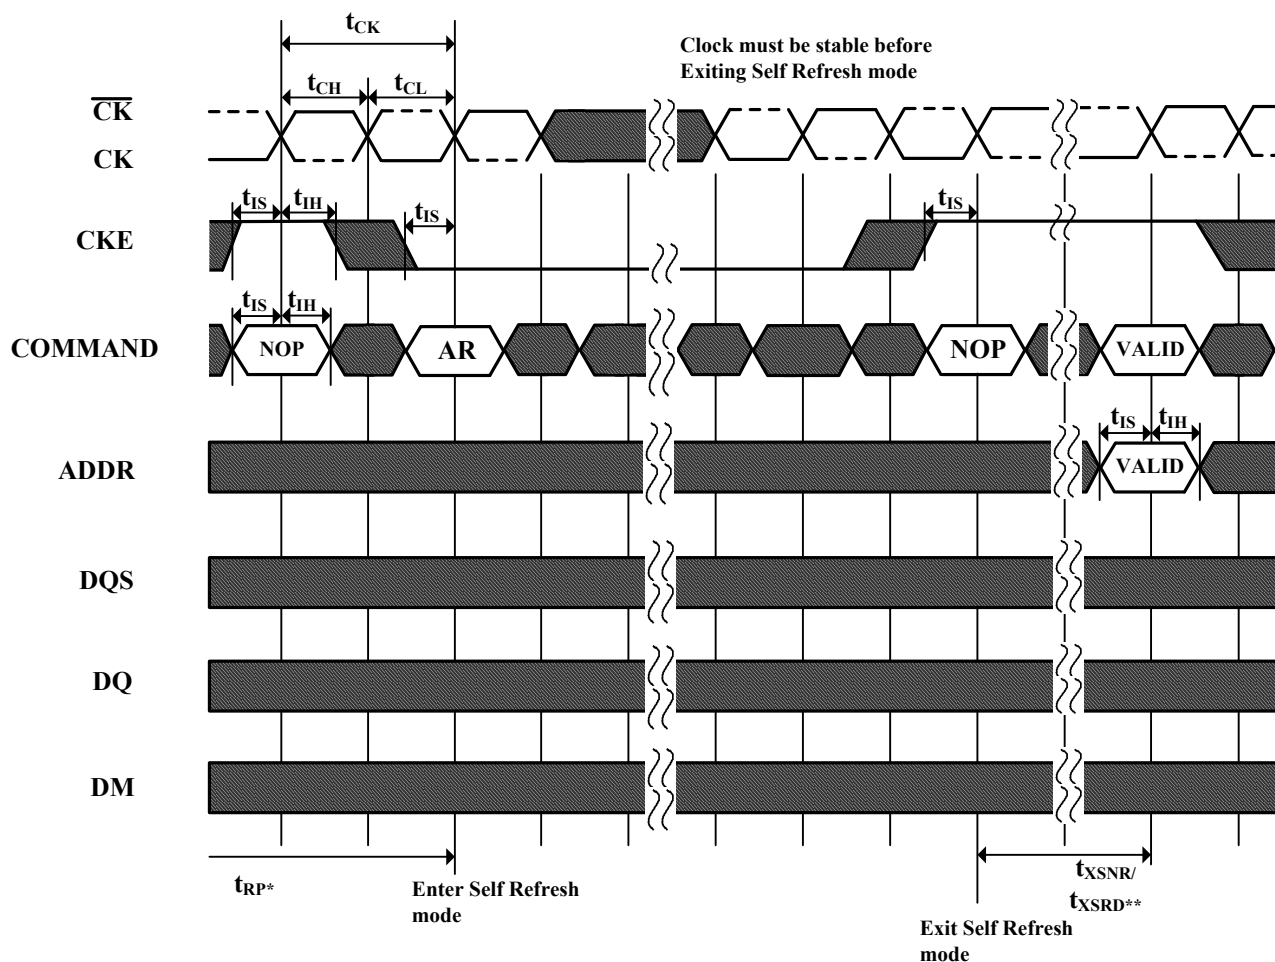 tCK
Clock must be stable before
Exiting Self Refresh mode
tCH tCL
C̅K̅
CK
tIS tIH tIS tIS
CKE
tIS tIH
COMMAND NOP AR NOP VALID
tIS tIH
ADDR VALID
DQS
DQ
DM
tRP*
Enter Self Refresh
mode
tXSNR/
tXSRD**
Exit Self Refresh
mode